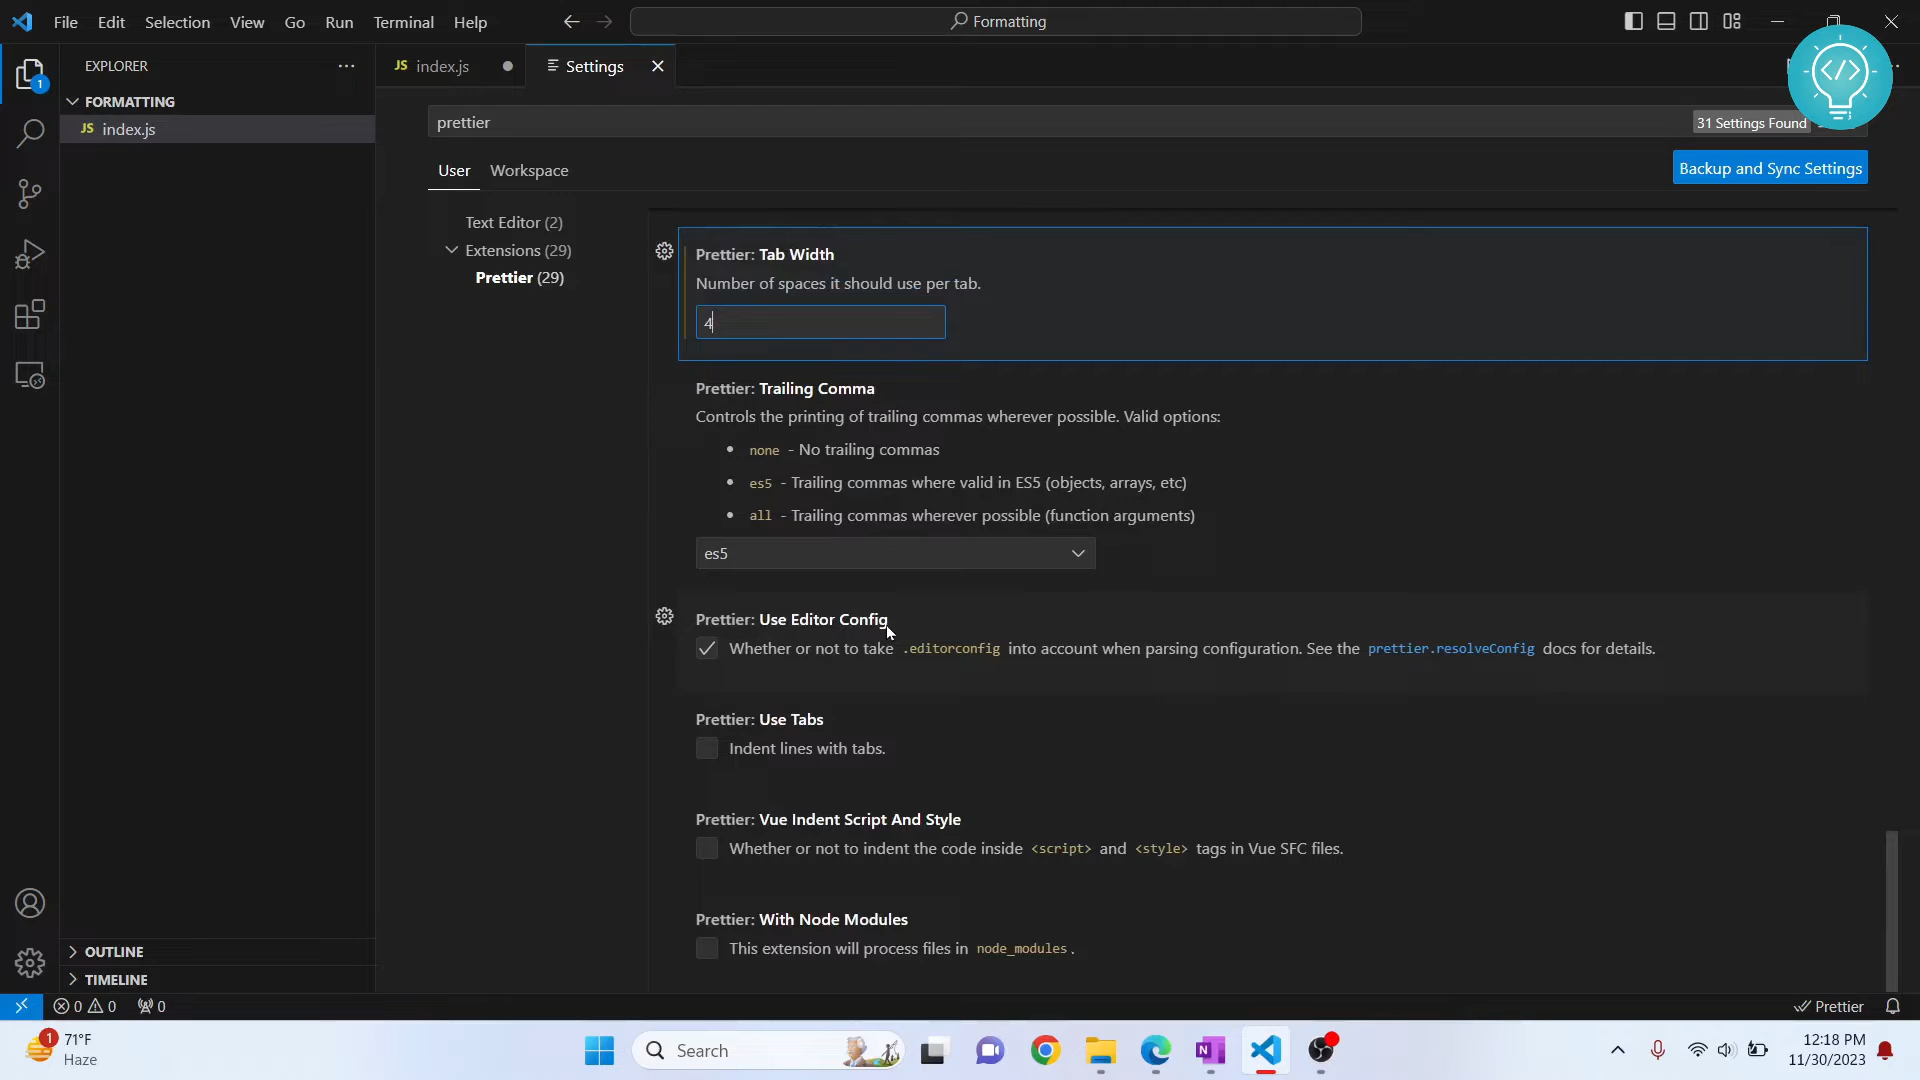 File Edit Selection View Go Run Terminal Help
Formatting
EXPLORER
JS index.js
Settings
FORMATTING
JS index.js
prettier
31 Settings Found
User Workspace
Backup and Sync Settings
Text Editor (2)
Extensions (29)
Prettier (29)
Prettier: Tab Width
Number of spaces it should use per tab.
4
Prettier: Trailing Comma
Controls the printing of trailing commas wherever possible. Valid options:
• none - No trailing commas
• es5 - Trailing commas where valid in ES5 (objects, arrays, etc)
• all - Trailing commas wherever possible (function arguments)
es5
Prettier: Use Editor Config
Whether or not to take .editorconfig into account when parsing configuration. See the prettier.resolveConfig docs for details.
Prettier: Use Tabs
Indent lines with tabs.
Prettier: Vue Indent Script And Style
Whether or not to indent the code inside <script> and <style> tags in Vue SFC files.
Prettier: With Node Modules
This extension will process files in node_modules.
OUTLINE
TIMELINE
0 0 0
Prettier
1
1
71°F
Haze
Search
12:18 PM
11/30/2023